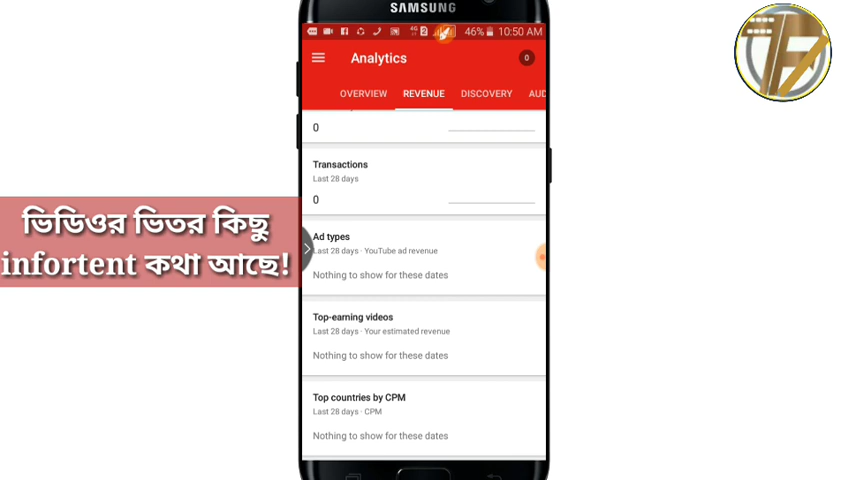 SAMSUNG
4G
46%
10:50 AM
Analytics
0
OVERVIEW
REVENUE
DISCOVERY
AUD
0
Transactions
Last 28 days
0
Ad types
Last 28 days · YouTube ad revenue
Nothing to show for these dates
Top-earning videos
Last 28 days · Your estimated revenue
Nothing to show for these dates
Top countries by CPM
Last 28 days · CPM
Nothing to show for these dates
ভিডিওর ভিতর কিছু
infortent কথা আছে!